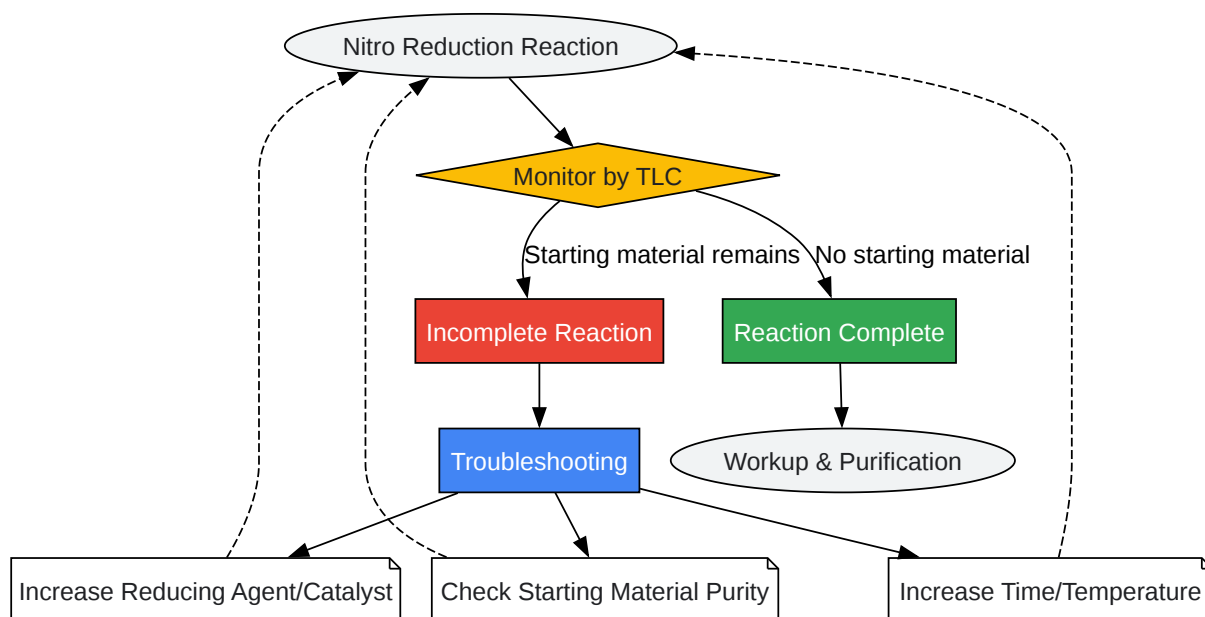 Nitro Reduction Reaction
Monitor by TLC
Starting material remains
No starting material
Incomplete Reaction
Reaction Complete
Troubleshooting
Workup & Purification
Increase Reducing Agent/Catalyst
Check Starting Material Purity
Increase Time/Temperature